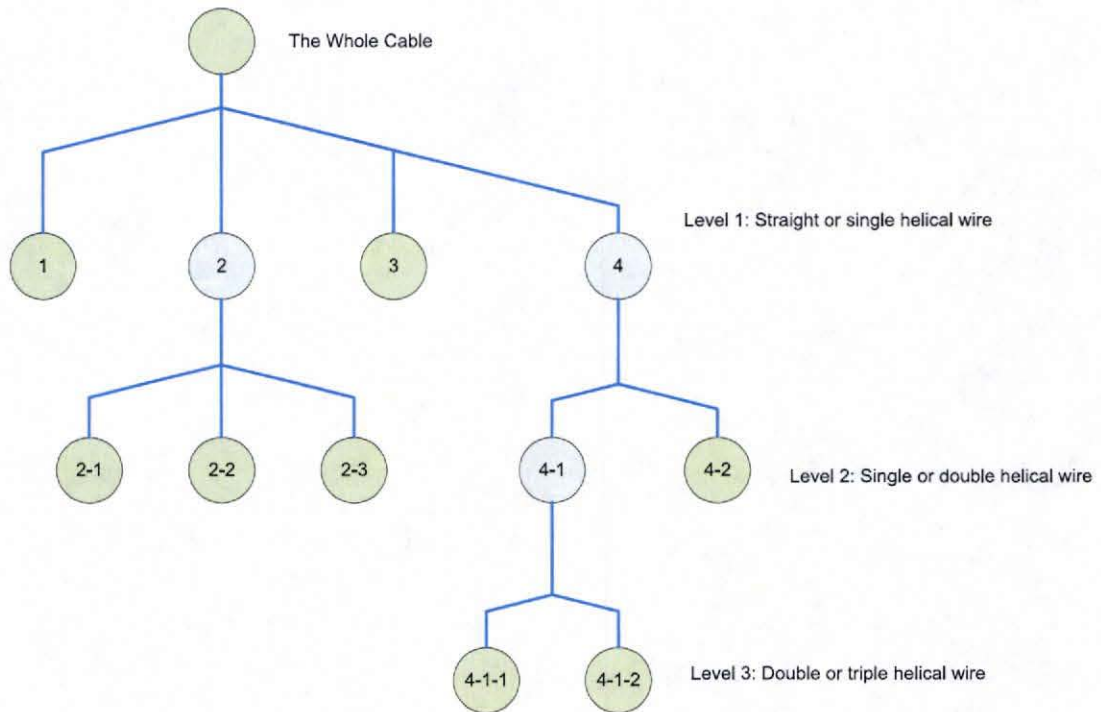 The Whole Cable
Level 1: Straight or single helical wire
1
2
3
4
2-1
2-2
2-3
4-1
4-2
Level 2: Single or double helical wire
4-1-1
4-1-2
Level 3: Double or triple helical wire